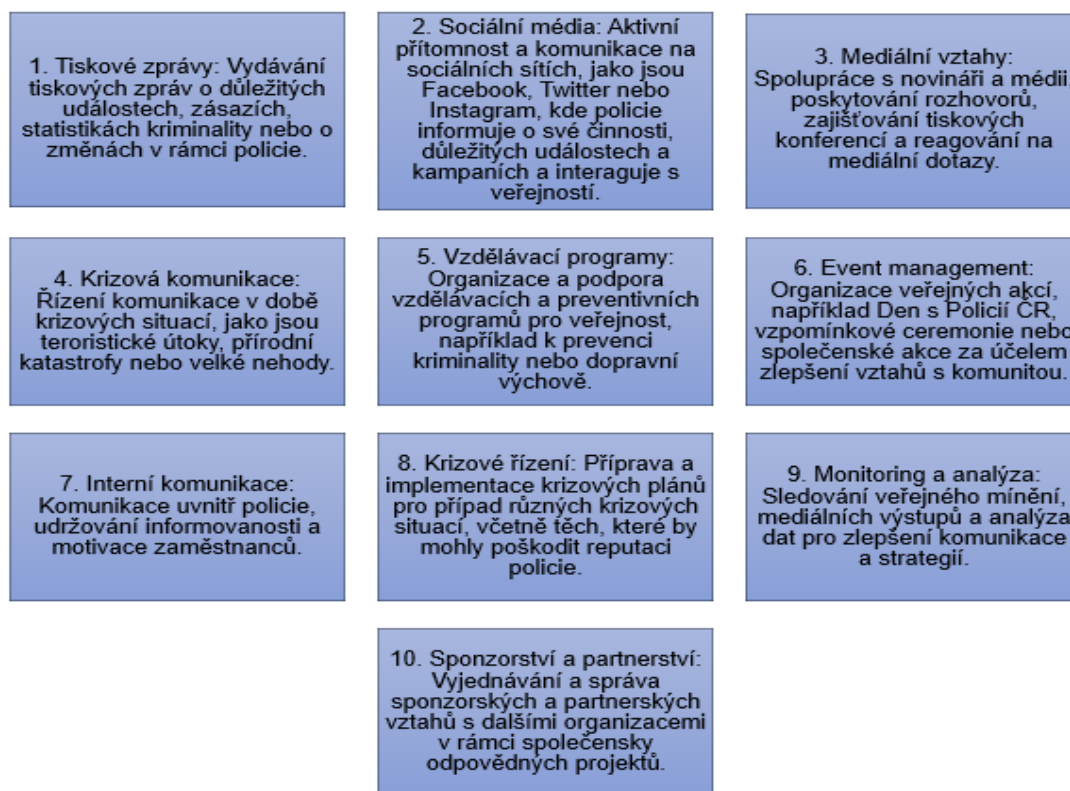 1. Tiskové zprávy: Vydávání
tiskových zpráv o důležitých
událostech, zásazích,
statistikách kriminality nebo o
změnách v rámci policie.
2. Sociální média: Aktivní
přítomnost a komunikace na
sociálních sítích, jako jsou
Facebook, Twitter nebo
Instagram, kde policie
informuje o své činnosti,
důležitých událostech a
kampaních a interaguje s
veřejností.
3. Mediální vztahy:
Spolupráce s novináři a médii,
poskytování rozhovorů,
zajišťování tiskových
konferencí a reagování na
mediální dotazy.
4. Krizová komunikace:
Řízení komunikace v době
krizových situací, jako jsou
teroristické útoky, přírodní
katastrofy nebo velké nehody.
5. Vzdělávací programy:
Organizace a podpora
vzdělávacích a preventivních
programů pro veřejnost,
například k prevenci
kriminality nebo dopravní
výchově.
6. Event management:
Organizace veřejných akcí,
například Den s Policií ČR,
vzpomínkové ceremonie nebo
společenské akce za účelem
zlepšení vztahů s komunitou.
7. Interní komunikace:
Komunikace uvnitř policie,
udržování informovanosti a
motivace zaměstnanců.
8. Krizové řízení: Příprava a
implementace krizových plánů
pro případ různých krizových
situací, včetně těch, které by
mohly poškodit reputaci
policie.
9. Monitoring a analýza:
Sledování veřejného mínění,
mediálních výstupů a analýza
dat pro zlepšení komunikace
a strategií.
10. Sponzorství a partnerství:
Vyjednávání a správa
sponzorských a partnerských
vztahů s dalšími organizacemi
v rámci společensky
odpovědných projektů.